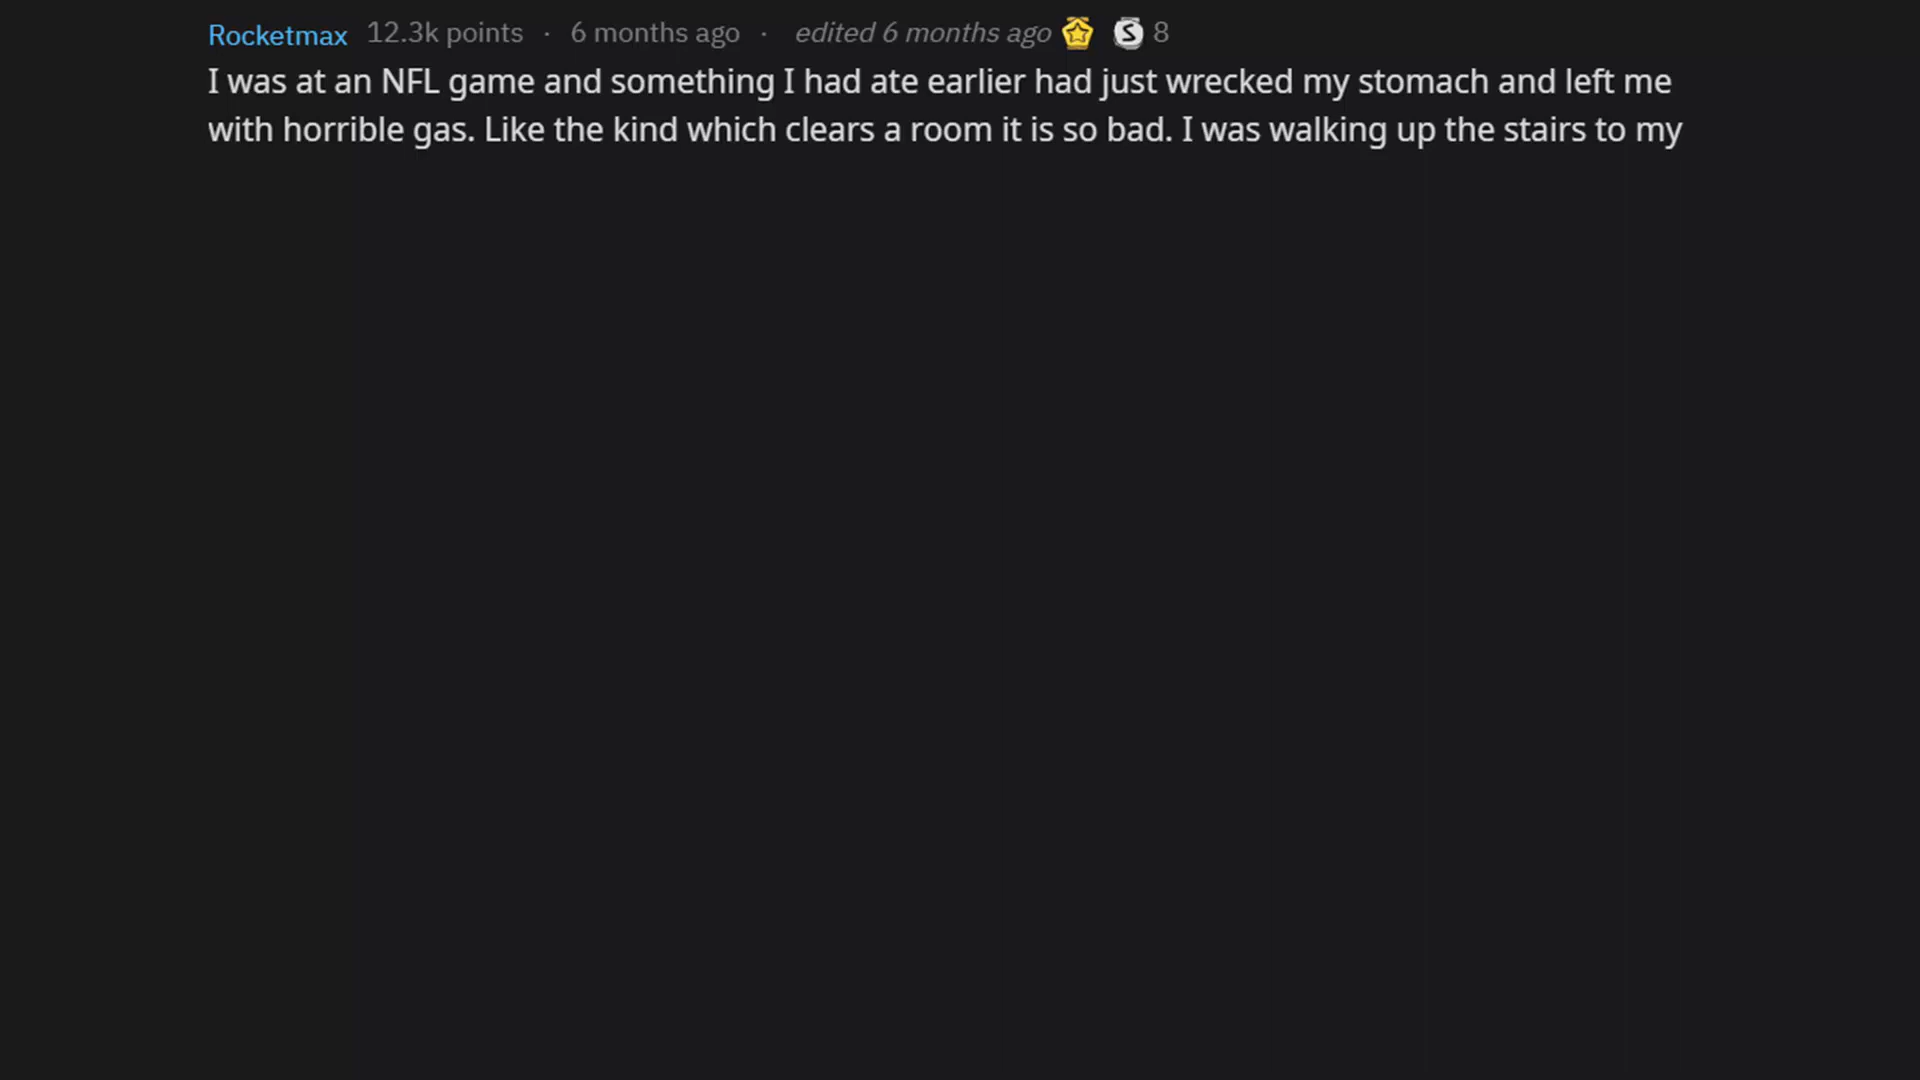 Rocketmax 12.3k points · 6 months ago · edited 6 months ago S 8
I was at an NFL game and something I had ate earlier had just wrecked my stomach and left me
with horrible gas. Like the kind which clears a room it is so bad. I was walking up the stairs to my